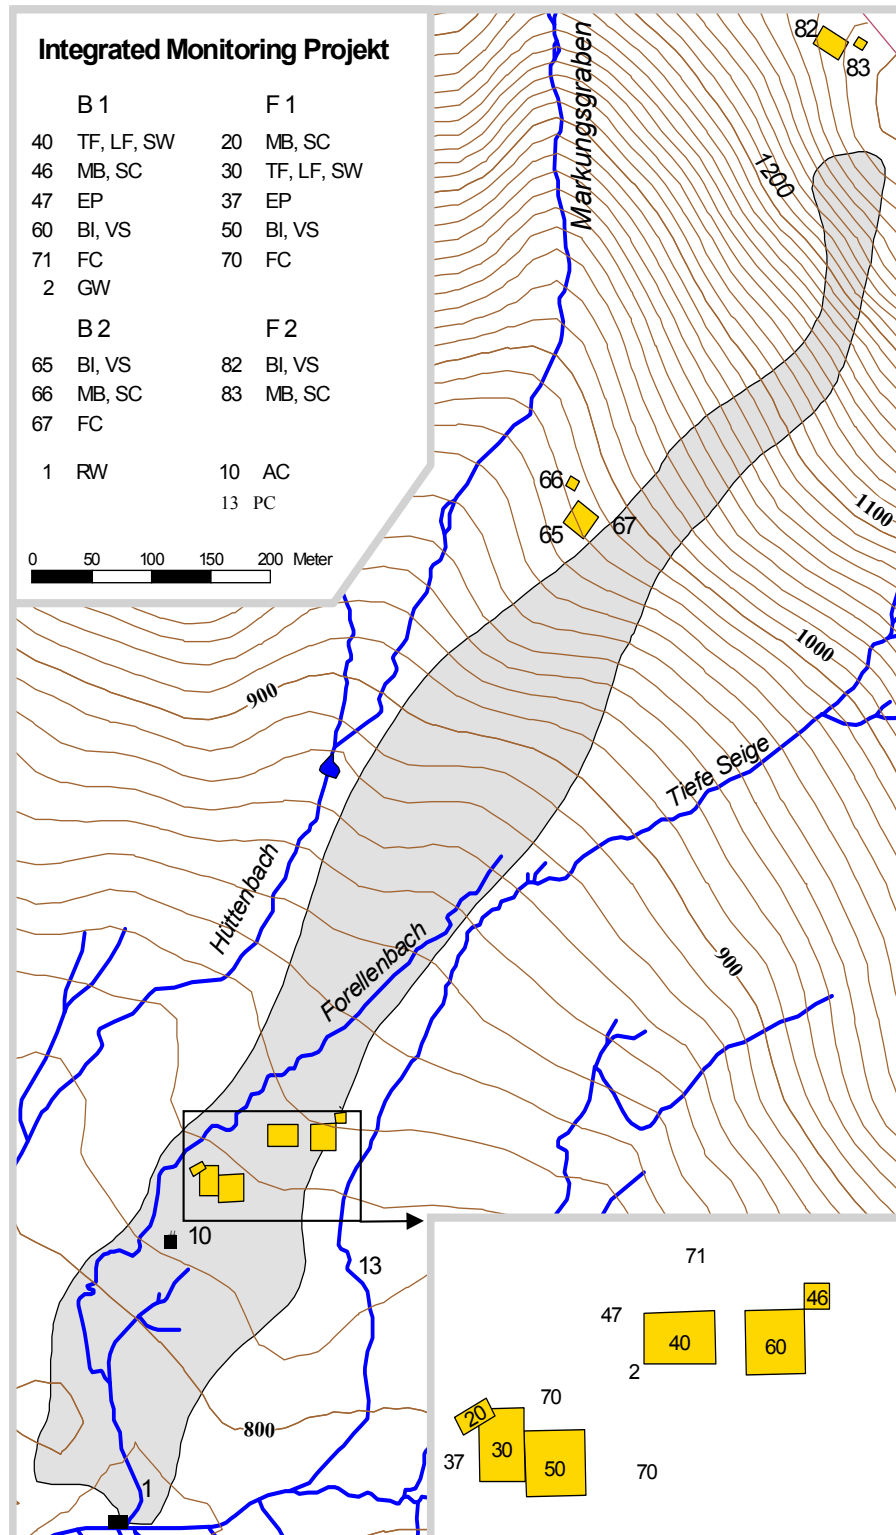 Integrated Monitoring Projekt
B 1 F 1
40 TF, LF, SW 20 MB, SC
46 MB, SC 30 TF, LF, SW
47 EP 37 EP
60 BI, VS 50 BI, VS
71 FC 70 FC
2 GW
B 2 F 2
65 BI, VS 82 BI, VS
66 MB, SC 83 MB, SC
67 FC
1 RW 10 AC
13 PC
0 50 100 150 200 Meter
Markungsgraben
82
83
1200
66
65
67
1100
1000
900
Tiefe Seige
Hüttenbach
Forellenbach
900
10
13
800
1
71
46
47
40
60
2
70
20
30
37
50
70